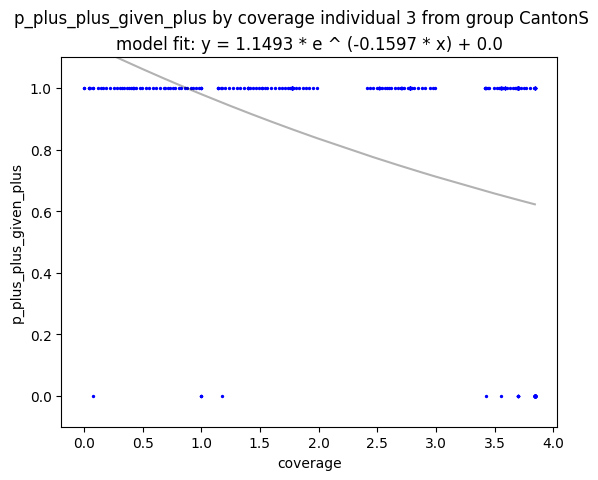 p_plus_plus_given_plus by coverage individual 3 from group CantonS
model fit: y = 1.1493 * e ^ (-0.1597 * x) + 0.0
1.0
0.8
0.6
0.4
0.2
0.0
p_plus_plus_given_plus
0.0 0.5 1.0 1.5 2.0 2.5 3.0 3.5 4.0
coverage